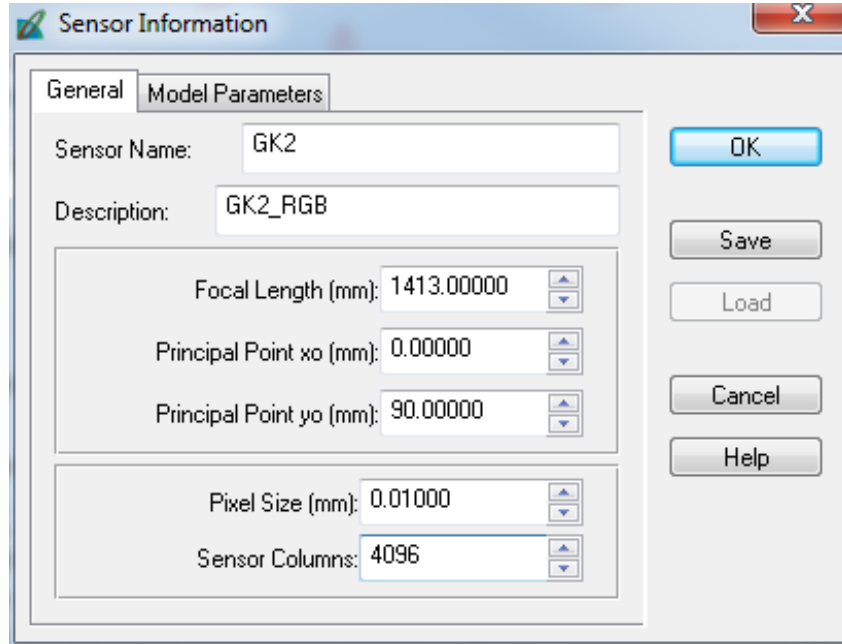 Sensor Information
General Model Parameters
Sensor Name: GK2
OK
Description: GK2_RGB
Save
Focal Length (mm): 1413.00000
Load
Principal Point xo (mm): 0.00000
Principal Point yo (mm): 90.00000
Cancel
Help
Pixel Size (mm): 0.01000
Sensor Columns: 4096